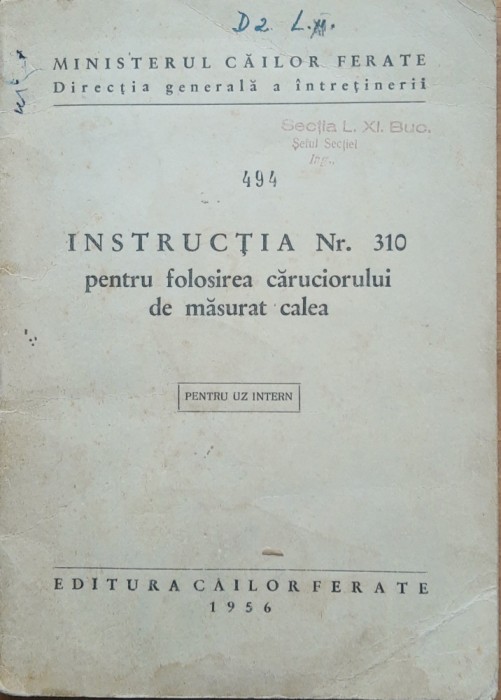 D2 L.XI.
MINISTERUL CĂILOR FERATE
Direcția generală a întreținerii
Secția L. XI. Buc.
Șeful Secției
Ing.,
494
INSTRUCȚIA Nr. 310
pentru folosirea căruciorului
de măsurat calea
PENTRU UZ INTERN
EDITURA CĂILOR FERATE
1956